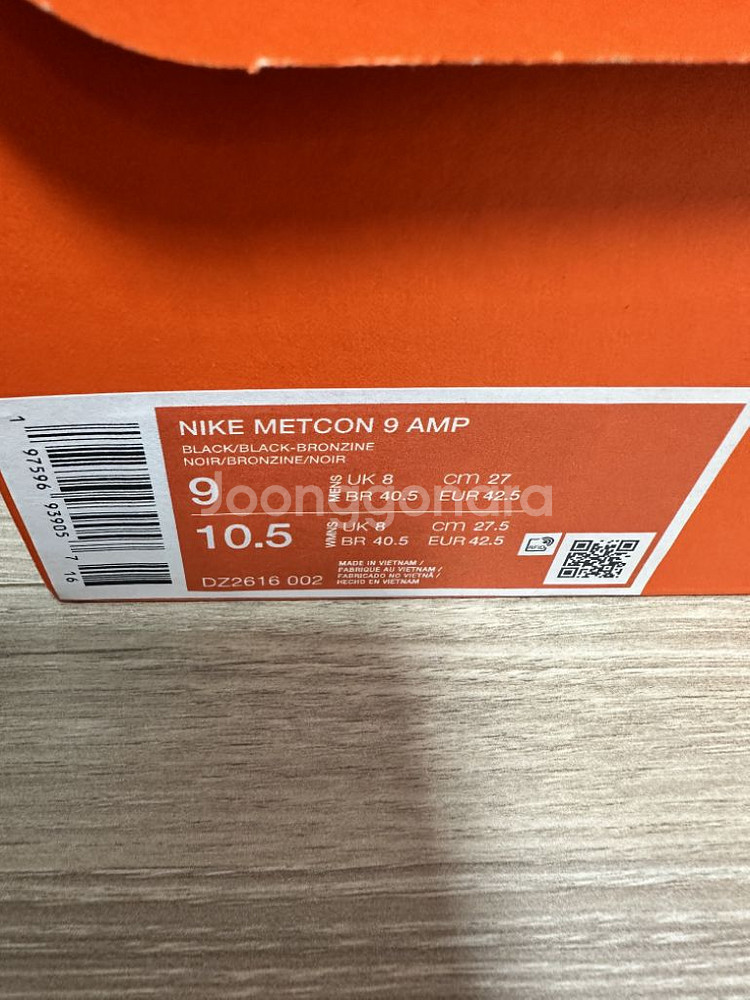 NIKE METCON 9 AMP
BLACK/BLACK-BRONZINE
NOIR/BRONZINE/NOIR
9 MENS UK 8 CM 27
BR 40.5 EUR 42.5
10.5 WMNS UK 8 CM 27.5
BR 40.5 EUR 42.5
DZ2616 002
MADE IN VIETNAM /
FABRIQUE AU VIETNAM /
FABRICADO NO VIETNÃ /
HECHO EN VIETNAM
RFID
1 97596 93905 7 16
Joonggonara